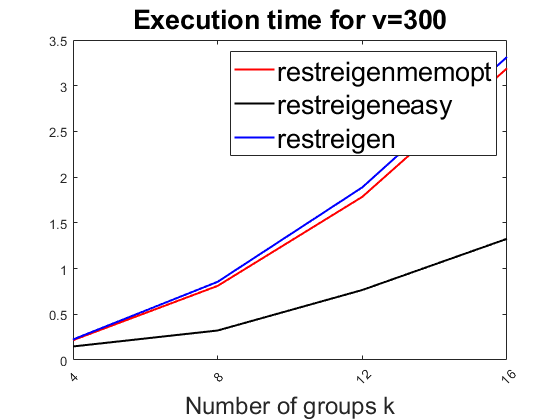 Execution time for v=300
3.5
3
2.5
2
1.5
1
0.5
0
restreigenmemopt
restreigeneasy
restreigen
4 8 12 16
Number of groups k